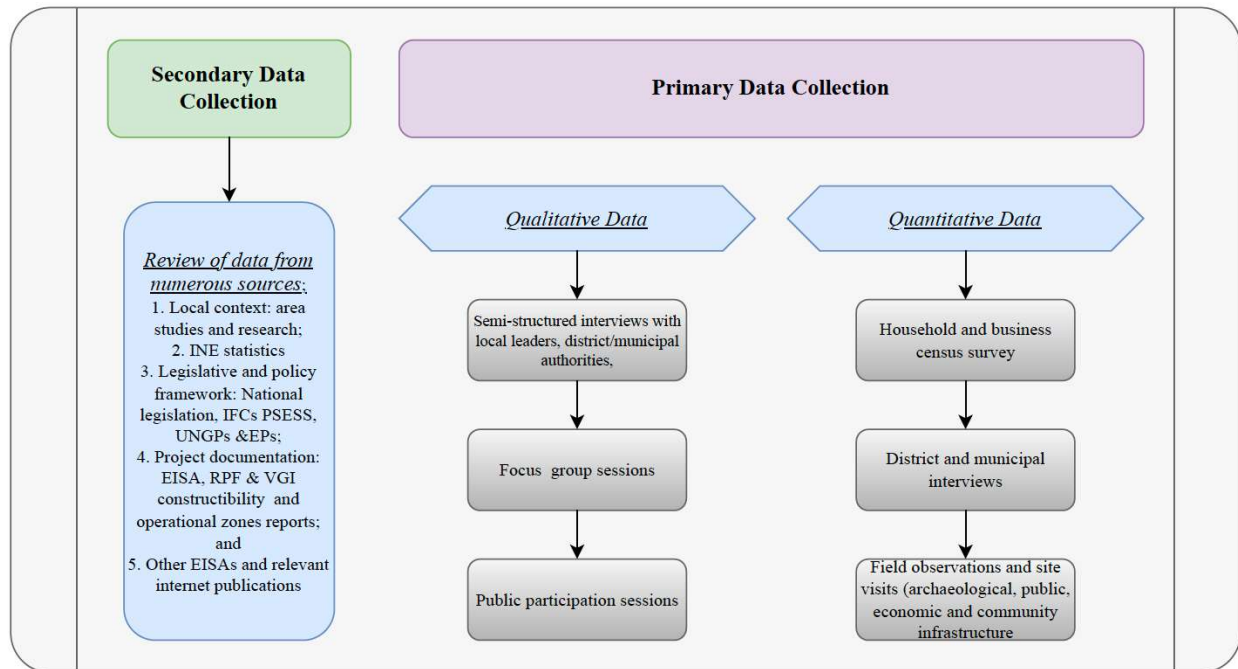 Secondary Data
Collection
Primary Data Collection
Review of data from
numerous sources;
1. Local context: area
studies and research;
2. INE statistics
3. Legislative and policy
framework: National
legislation, IFCs PSESS,
UNGPs &EPs;
4. Project documentation:
EISA, RPF & VGI
constructibility and
operational zones reports;
and
5. Other EISAs and relevant
internet publications
Qualitative Data
Semi-structured interviews with
local leaders, district/municipal
authorities,
Focus group sessions
Public participation sessions
Quantitative Data
Household and business
census survey
District and municipal
interviews
Field observations and site
visits (archaeological, public,
economic and community
infrastructure